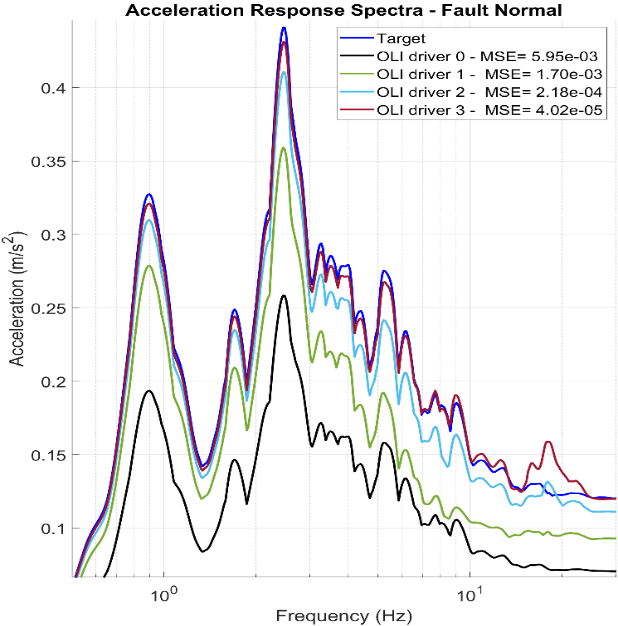 Acceleration Response Spectra - Fault Normal
Target
OLI driver 0 - MSE= 5.95e-03
OLI driver 1 - MSE= 1.70e-03
OLI driver 2 - MSE= 2.18e-04
OLI driver 3 - MSE= 4.02e-05
0.4
0.35
0.3
0.25
0.2
0.15
0.1
Acceleration (m/s²)
10⁰
10¹
Frequency (Hz)